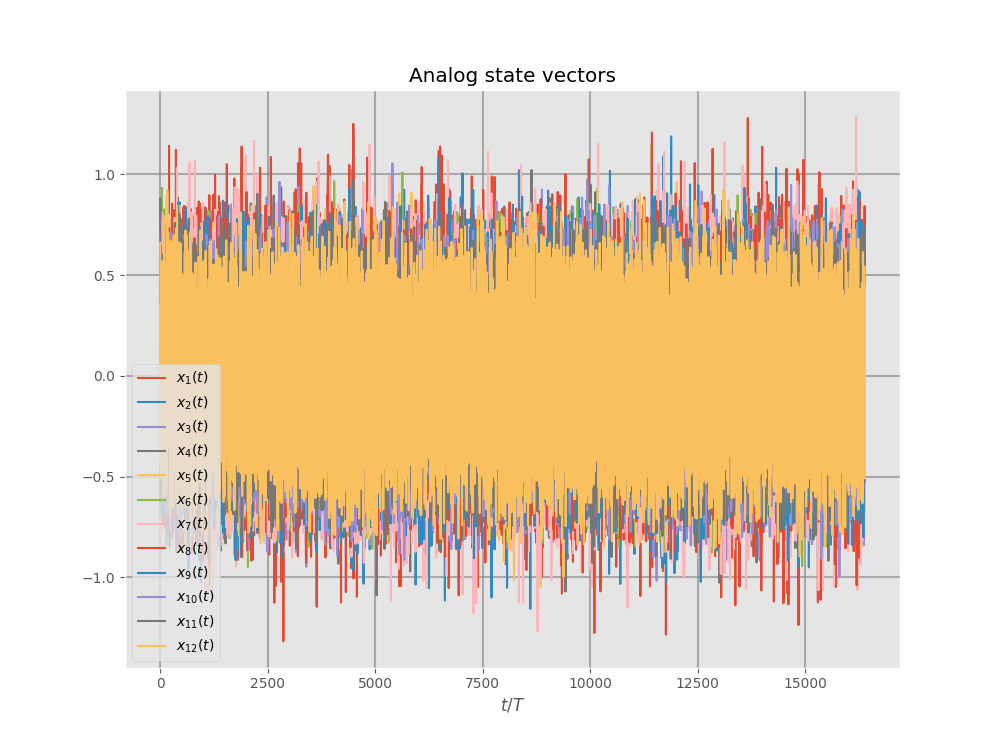 Analog state vectors
1.0
0.5
0.0
−0.5
−1.0
x₁(t)
x₂(t)
x₃(t)
x₄(t)
x₅(t)
x₆(t)
x₇(t)
x₈(t)
x₉(t)
x₁₀(t)
x₁₁(t)
x₁₂(t)
0 2500 5000 7500 10000 12500 15000
t/T